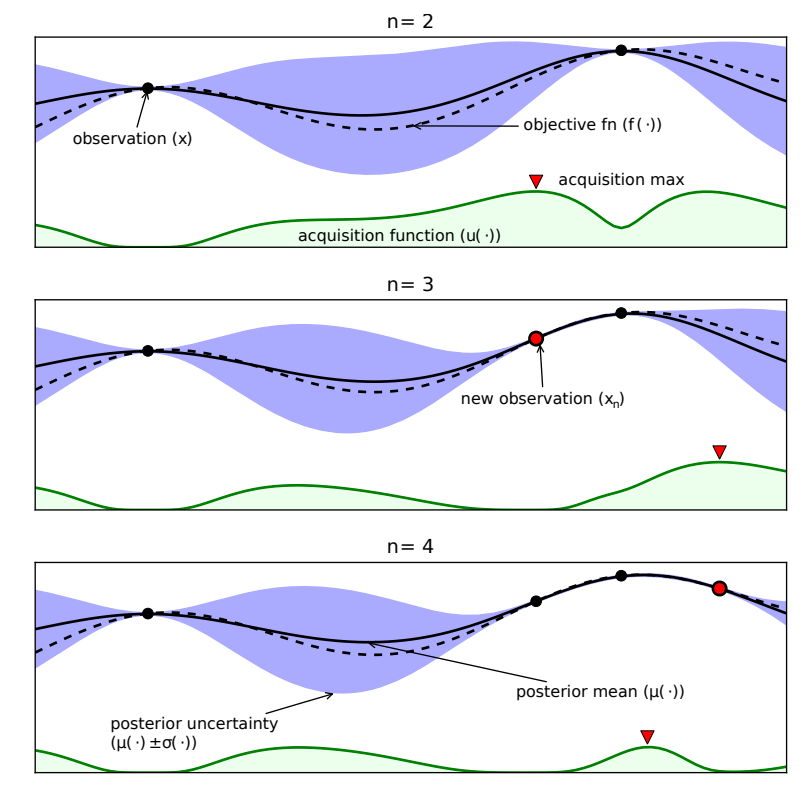 n= 2
observation (x)
objective fn (f(·))
acquisition max
acquisition function (u(·))
n= 3
new observation (xₙ)
n= 4
posterior mean (μ(·))
posterior uncertainty
(μ(·)±σ(·))